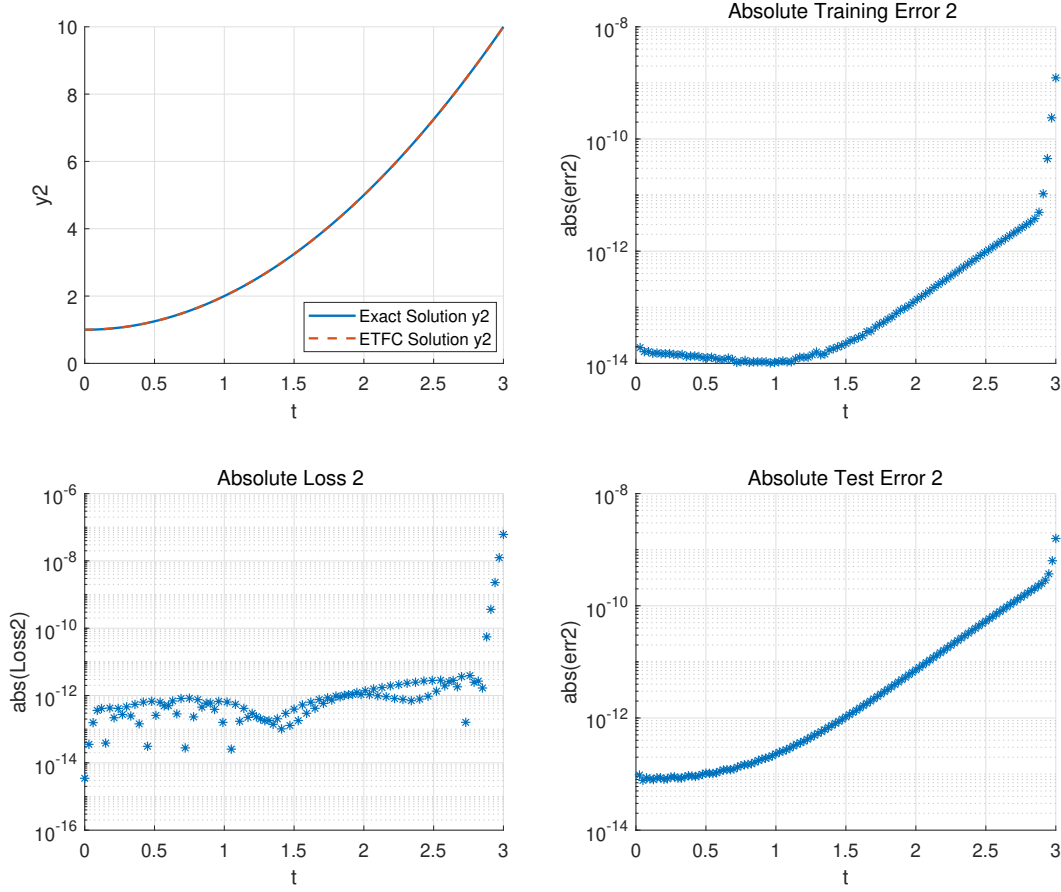 10
8
6
4
2
0
y2
0 0.5 1 1.5 2 2.5 3
t
Exact Solution y2
ETFC Solution y2
Absolute Training Error 2
10^-8
10^-10
10^-12
10^-14
abs(err2)
0 0.5 1 1.5 2 2.5 3
t
Absolute Loss 2
10^-6
10^-8
10^-10
10^-12
10^-14
10^-16
abs(Loss2)
0 0.5 1 1.5 2 2.5 3
t
Absolute Test Error 2
10^-8
10^-10
10^-12
10^-14
abs(err2)
0 0.5 1 1.5 2 2.5 3
t